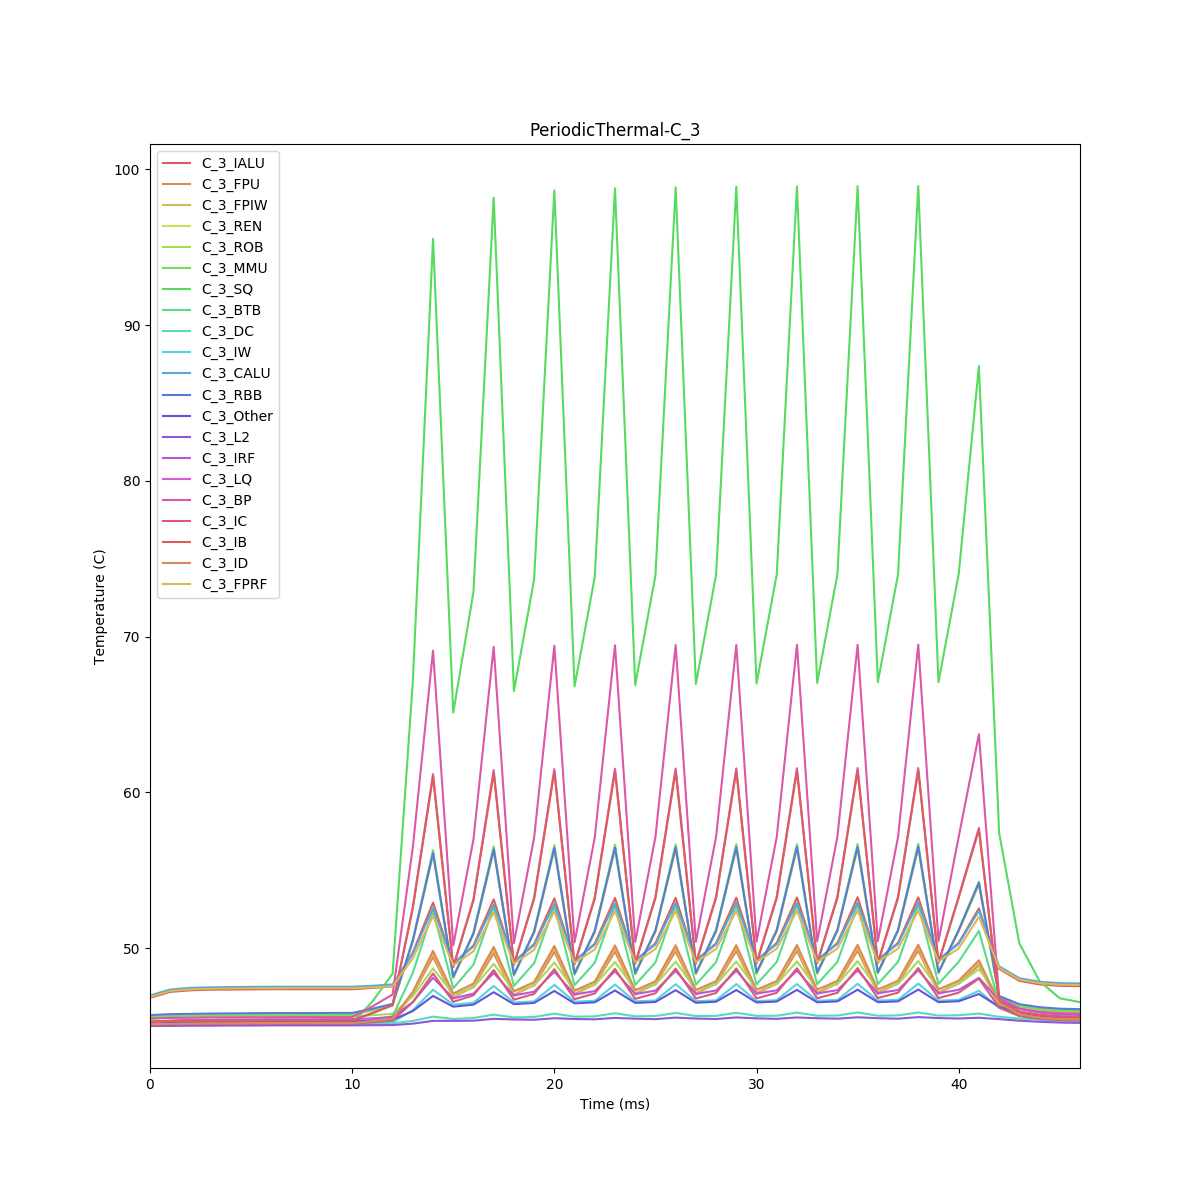 PeriodicThermal-C_3
C_3_IALU
C_3_FPU
C_3_FPIW
C_3_REN
C_3_ROB
C_3_MMU
C_3_SQ
C_3_BTB
C_3_DC
C_3_IW
C_3_CALU
C_3_RBB
C_3_Other
C_3_L2
C_3_IRF
C_3_LQ
C_3_BP
C_3_IC
C_3_IB
C_3_ID
C_3_FPRF
100
90
80
70
60
50
Temperature (C)
0 10 20 30 40
Time (ms)